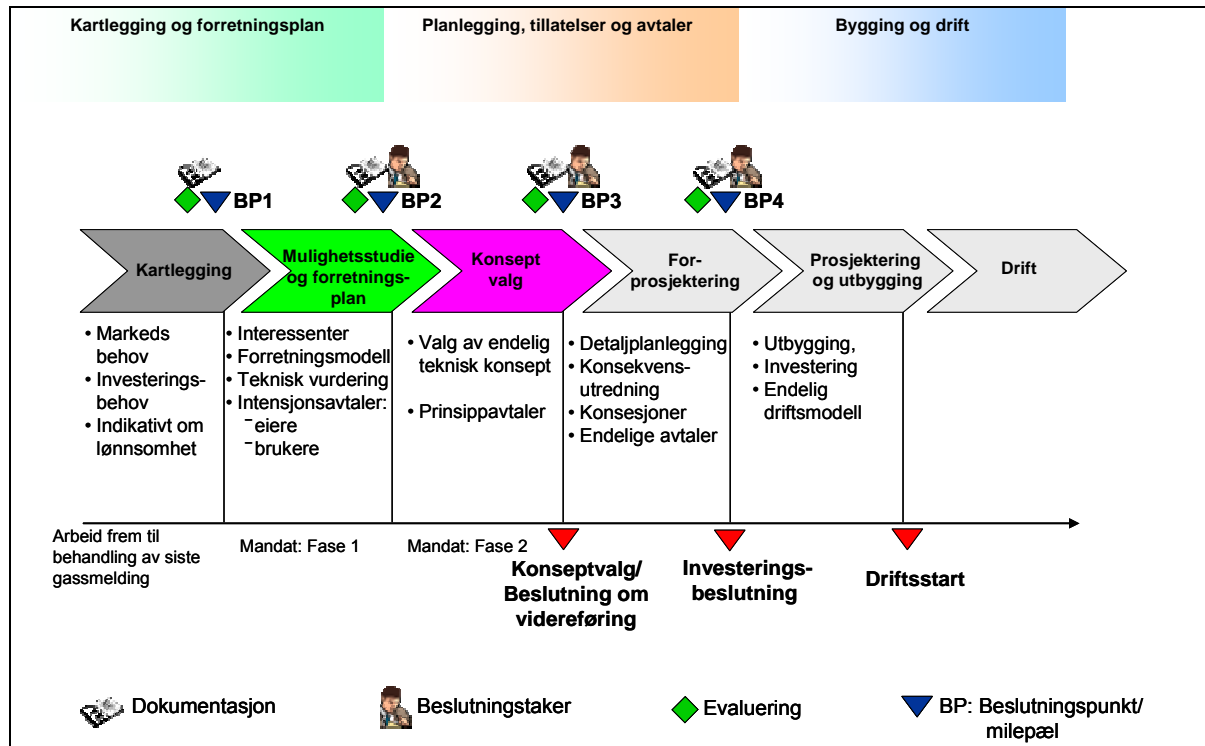 Kartlegging og forretningsplan
Planlegging, tillatelser og avtaler
Bygging og drift
BP1
BP2
BP3
BP4
Kartlegging
Mulighetsstudie
og forretnings-
plan
Konsept
valg
For-
prosjektering
Prosjektering
og utbygging
Drift
• Markeds
behov
• Investerings-
behov
• Indikativt om
lønnsomhet
• Interessenter
• Forretningsmodell
• Teknisk vurdering
• Intensjonsavtaler:
- eiere
- brukere
• Valg av endelig
teknisk konsept
• Prinsippavtaler
• Detaljplanlegging
• Konsekvens-
utredning
• Konsesjoner
• Endelige avtaler
• Utbygging,
• Investering
• Endelig
driftsmodell
Arbeid frem til
behandling av siste
gassmelding
Mandat: Fase 1
Mandat: Fase 2
Konseptvalg/
Beslutning om
videreføring
Investerings-
beslutning
Driftsstart
Dokumentasjon
Beslutningstaker
Evaluering
BP: Beslutningspunkt/
milepæl